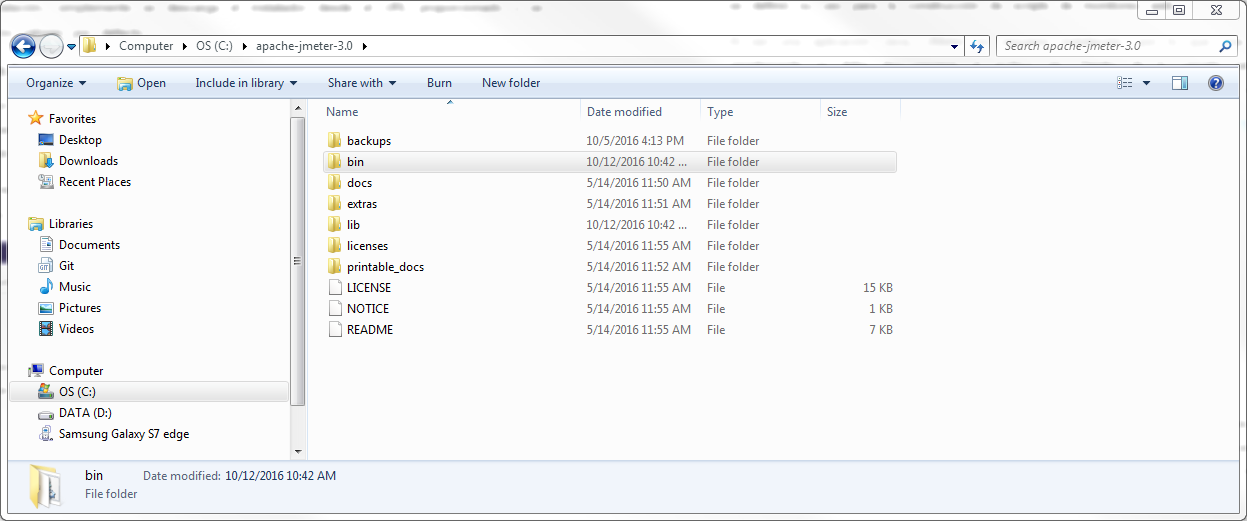 Computer OS (C:) apache-jmeter-3.0 Search apache-jmeter-3.0
Organize Open Include in library Share with Burn New folder
Favorites
Desktop
Downloads
Recent Places
Libraries
Documents
Git
Music
Pictures
Videos
Computer
OS (C:)
DATA (D:)
Samsung Galaxy S7 edge
Name Date modified Type Size
backups 10/5/2016 4:13 PM File folder
bin 10/12/2016 10:42 ... File folder
docs 5/14/2016 11:50 AM File folder
extras 5/14/2016 11:51 AM File folder
lib 10/12/2016 10:42 ... File folder
licenses 5/14/2016 11:55 AM File folder
printable_docs 5/14/2016 11:52 AM File folder
LICENSE 5/14/2016 11:55 AM File 15 KB
NOTICE 5/14/2016 11:55 AM File 1 KB
README 5/14/2016 11:55 AM File 7 KB
bin Date modified: 10/12/2016 10:42 AM
File folder